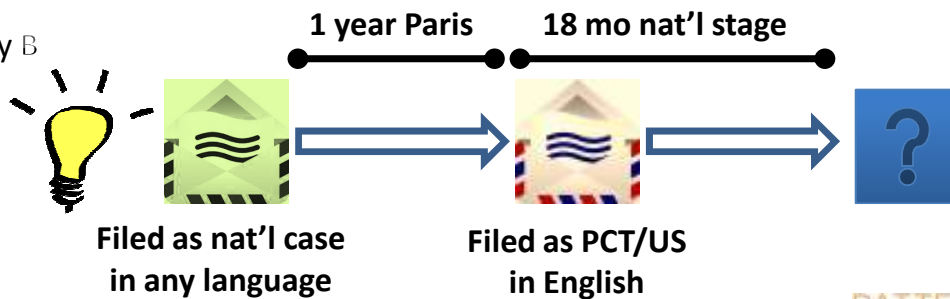 1 year Paris
18 mo nat'l stage
y B
?
Filed as nat'l case
in any language
Filed as PCT/US
in English